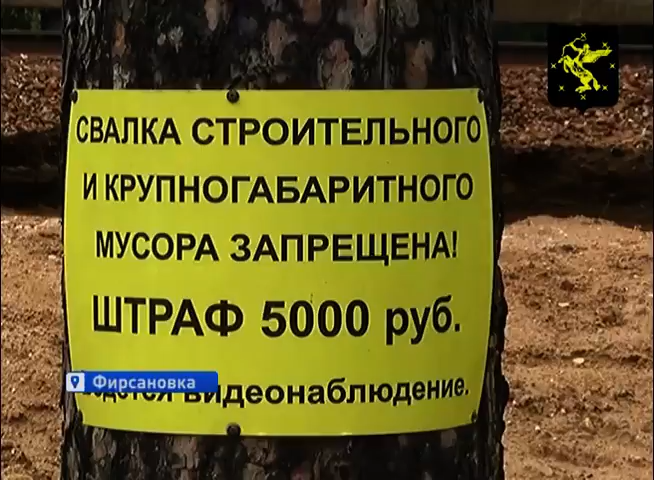 СВАЛКА СТРОИТЕЛЬНОГО
И КРУПНОГАБАРИТНОГО
МУСОРА ЗАПРЕЩЕНА!
ШТРАФ 5000 руб.
Фирсановка
видеонаблюдение.